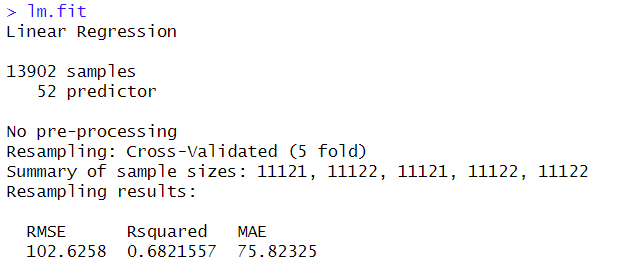 > lm.fit
Linear Regression
13902 samples
52 predictor
No pre-processing
Resampling: Cross-Validated (5 fold)
Summary of sample sizes: 11121, 11122, 11121, 11122, 11122
Resampling results:
RMSE Rsquared MAE
102.6258 0.6821557 75.82325